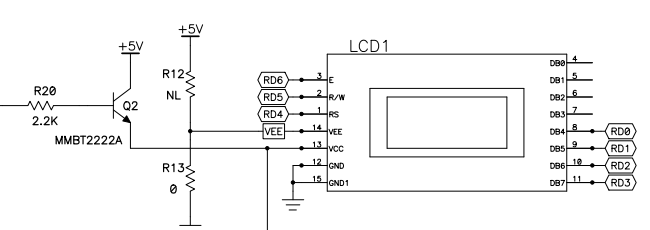 +5V
+5V
LCD1
R20
2.2K
Q2
MMBT2222A
R12
NL
R13
0
RD6 3 E
RD5 2 R/W
RD4 1 RS
VEE 14 VEE
13 VCC
12 GND
15 GND1
DB0 4
DB1 5
DB2 6
DB3 7
DB4 8 RD0
DB5 9 RD1
DB6 10 RD2
DB7 11 RD3